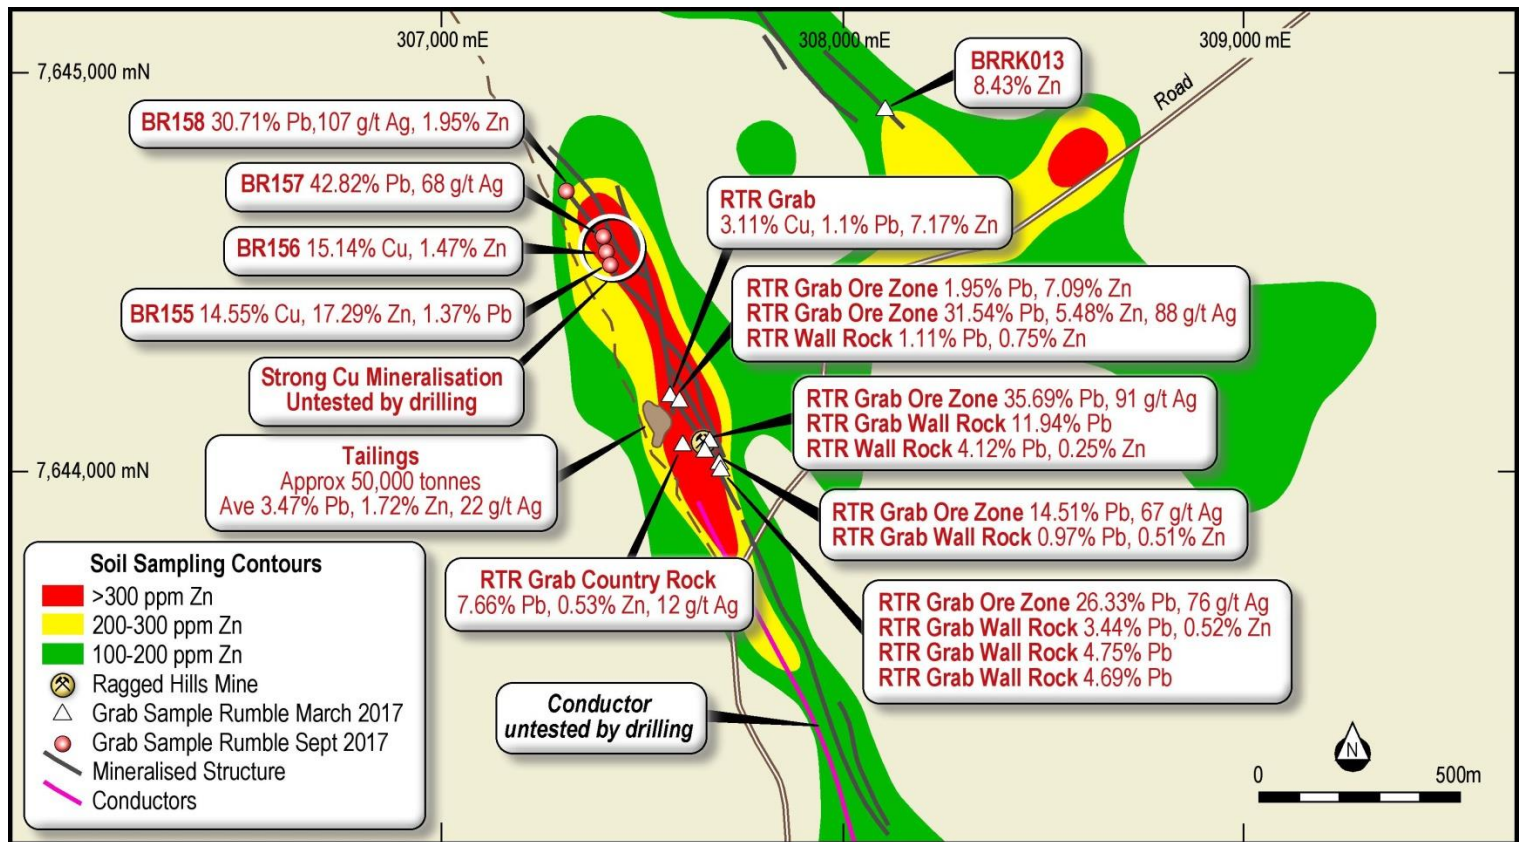 307,000 mE
308,000 mE
309,000 mE
7,645,000 mN
BRRK013
8.43% Zn
Road
BR158 30.71% Pb,107 g/t Ag, 1.95% Zn
BR157 42.82% Pb, 68 g/t Ag
RTR Grab
3.11% Cu, 1.1% Pb, 7.17% Zn
BR156 15.14% Cu, 1.47% Zn
RTR Grab Ore Zone 1.95% Pb, 7.09% Zn
RTR Grab Ore Zone 31.54% Pb, 5.48% Zn, 88 g/t Ag
RTR Wall Rock 1.11% Pb, 0.75% Zn
BR155 14.55% Cu, 17.29% Zn, 1.37% Pb
Strong Cu Mineralisation
Untested by drilling
RTR Grab Ore Zone 35.69% Pb, 91 g/t Ag
RTR Grab Wall Rock 11.94% Pb
RTR Wall Rock 4.12% Pb, 0.25% Zn
7,644,000 mN
Tailings
Approx 50,000 tonnes
Ave 3.47% Pb, 1.72% Zn, 22 g/t Ag
RTR Grab Ore Zone 14.51% Pb, 67 g/t Ag
RTR Grab Wall Rock 0.97% Pb, 0.51% Zn
RTR Grab Country Rock
7.66% Pb, 0.53% Zn, 12 g/t Ag
RTR Grab Ore Zone 26.33% Pb, 76 g/t Ag
RTR Grab Wall Rock 3.44% Pb, 0.52% Zn
RTR Grab Wall Rock 4.75% Pb
RTR Grab Wall Rock 4.69% Pb
Conductor
untested by drilling
Soil Sampling Contours
>300 ppm Zn
200-300 ppm Zn
100-200 ppm Zn
Ragged Hills Mine
Grab Sample Rumble March 2017
Grab Sample Rumble Sept 2017
Mineralised Structure
Conductors
N
0 500m